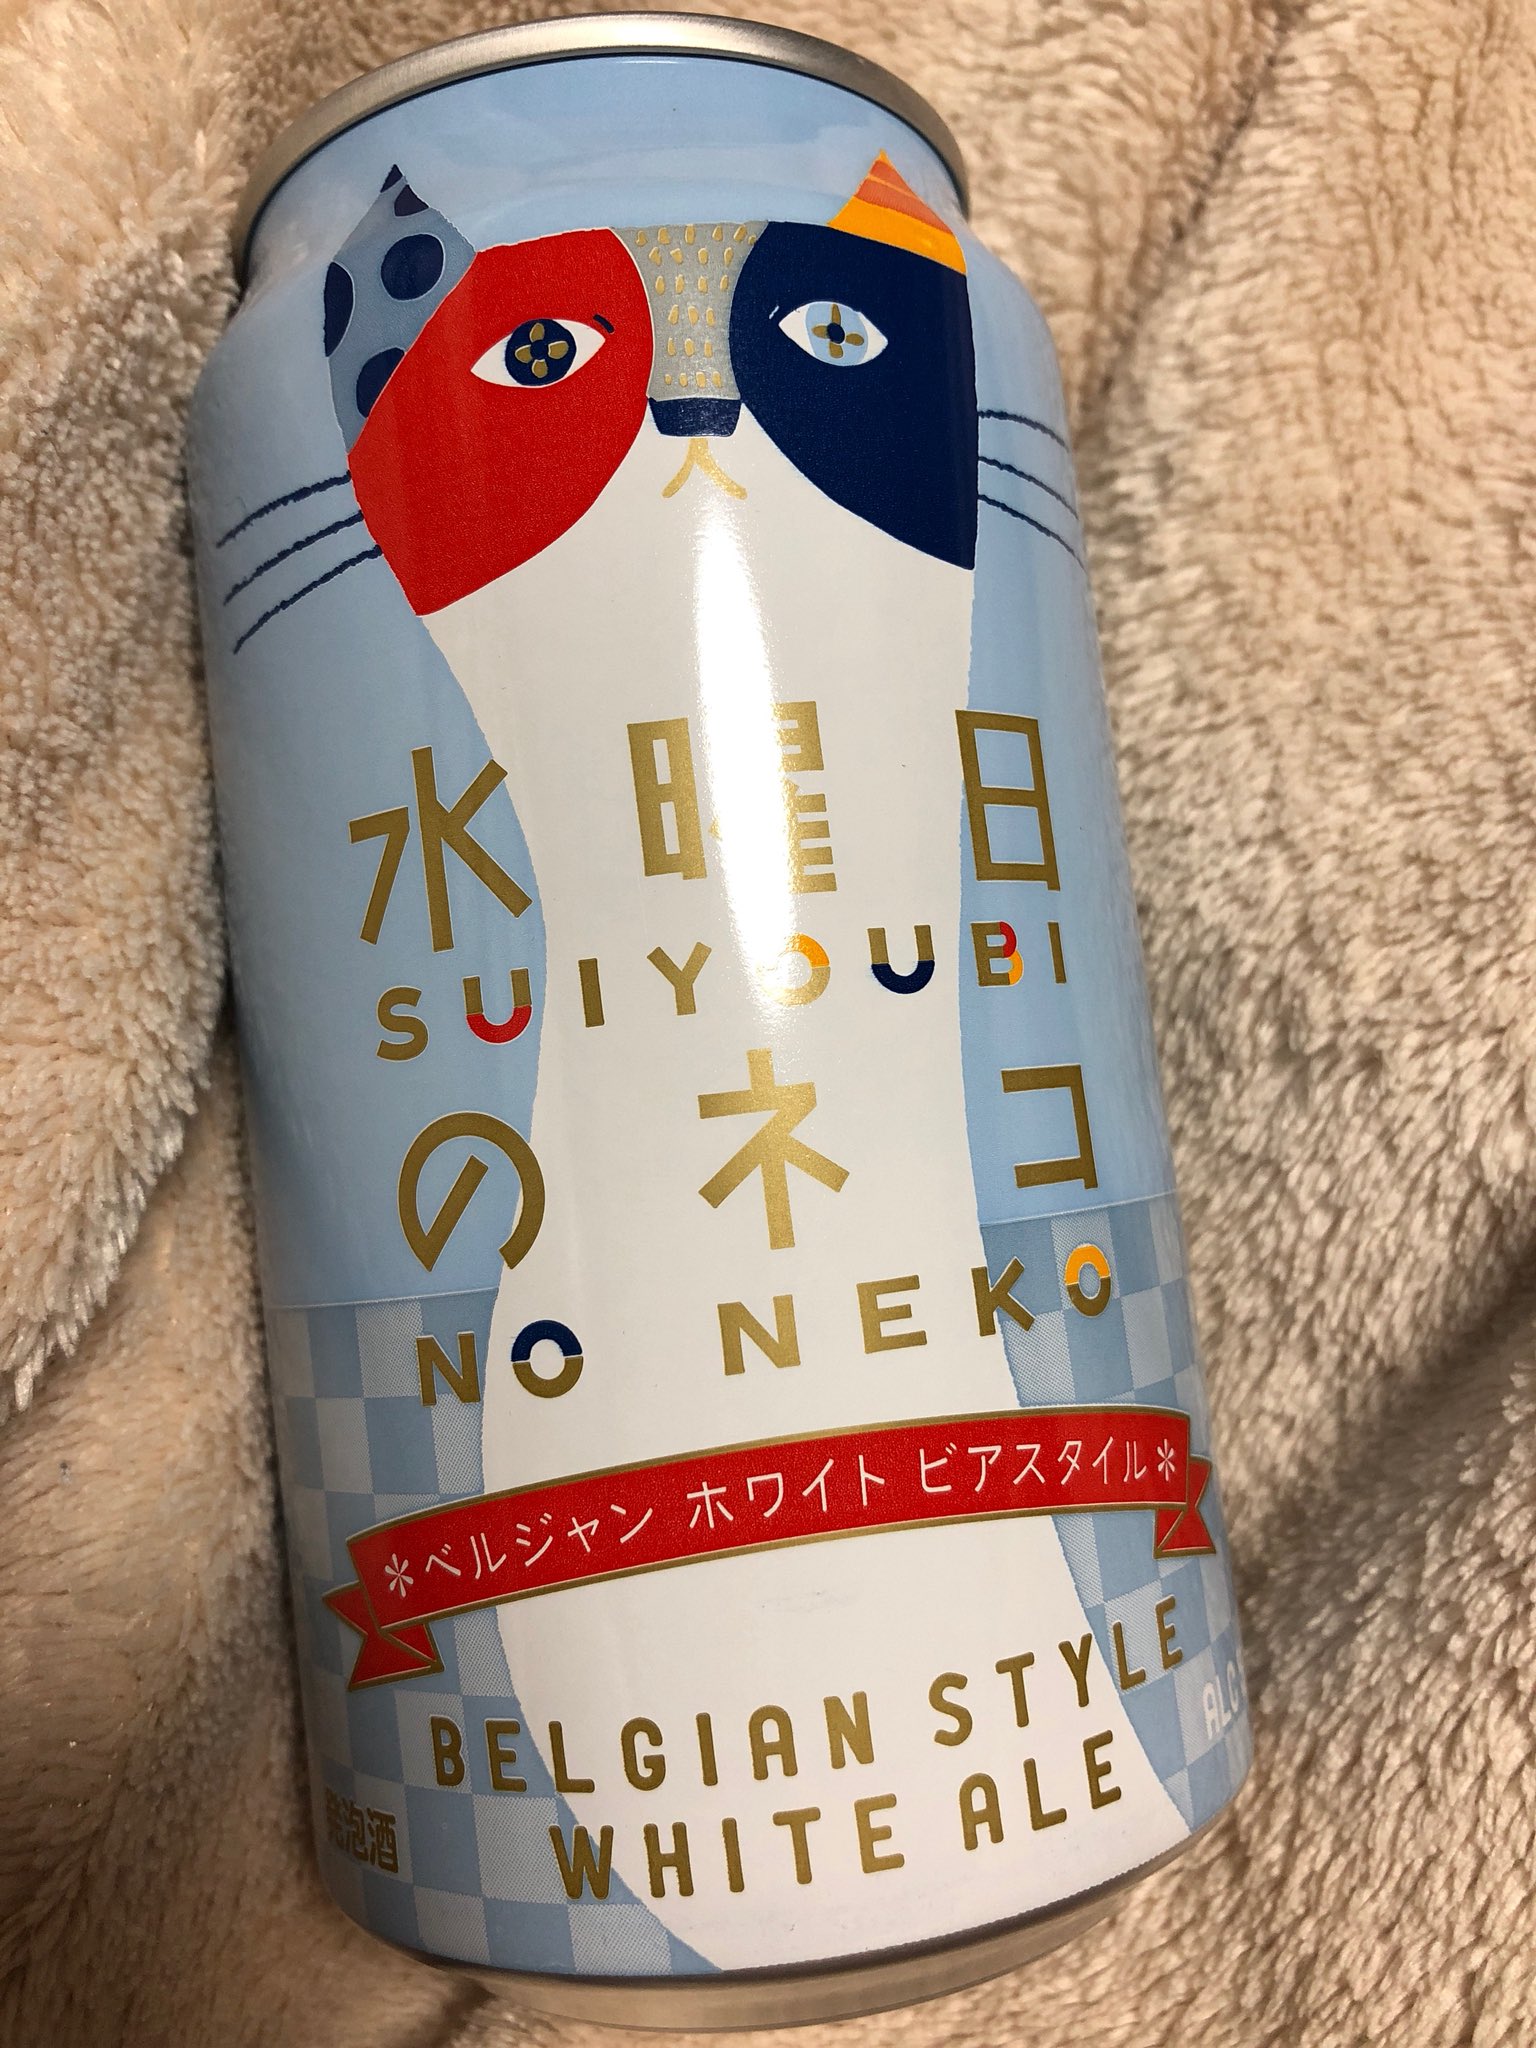 水曜日
SUIYOUBI
のネコ
NO NEKO
*ベルジャン ホワイト ビアスタイル*
BELGIAN STYLE
WHITE ALE
ALC
発泡酒